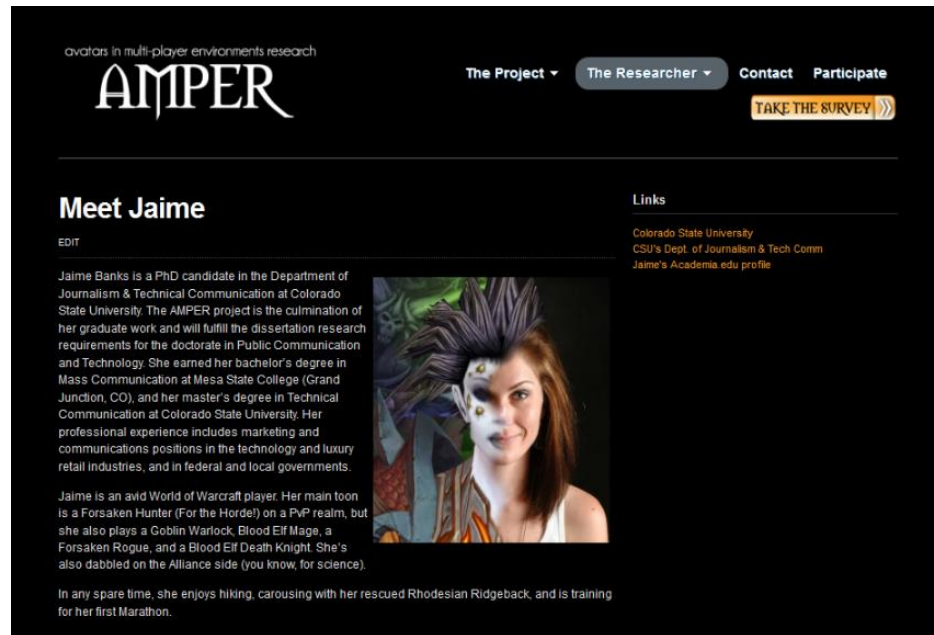 avatars in multi-player environments research
AMPER
The Project
The Researcher
Contact
Participate
TAKE THE SURVEY
Meet Jaime
EDIT
Jaime Banks is a PhD candidate in the Department of
Journalism & Technical Communication at Colorado
State University. The AMPER project is the culmination of
her graduate work and will fulfill the dissertation research
requirements for the doctorate in Public Communication
and Technology. She earned her bachelor's degree in
Mass Communication at Mesa State College (Grand
Junction, CO), and her master's degree in Technical
Communication at Colorado State University. Her
professional experience includes marketing and
communications positions in the technology and luxury
retail industries, and in federal and local governments.
Jaime is an avid World of Warcraft player. Her main toon
is a Forsaken Hunter (For the Horde!) on a PvP realm, but
she also plays a Goblin Warlock, Blood Elf Mage, a
Forsaken Rogue, and a Blood Elf Death Knight. She's
also dabbled on the Alliance side (you know, for science).
In any spare time, she enjoys hiking, carousing with her rescued Rhodesian Ridgeback, and is training
for her first Marathon.
Links
Colorado State University
CSU's Dept. of Journalism & Tech Comm
Jaime's Academia.edu profile